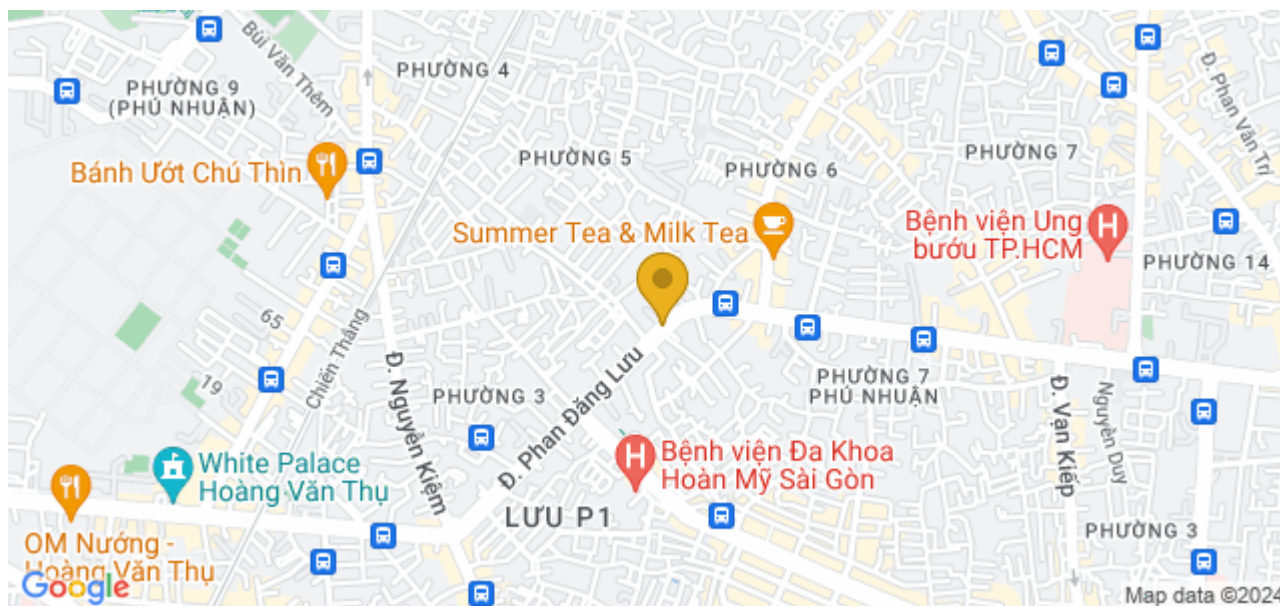 Bùi Văn Thêm
PHƯỜNG 4
PHƯỜNG 9
(PHÚ NHUẬN)
Đ. Phan Văn Trị
PHƯỜNG 5
PHƯỜNG 7
Bánh Ướt Chú Thìn
PHƯỜNG 6
Summer Tea & Milk Tea
Bệnh viện Ung
bướu TP.HCM
PHƯỜNG 14
65
Chiến Thắng
19
Đ. Nguyễn Kiệm
PHƯỜNG 3
Đ. Phan Đăng Lưu
PHƯỜNG 7
PHÚ NHUẬN
Đ. Vạn Kiếp
Nguyễn Duy
White Palace
Hoàng Văn Thụ
Bệnh viện Đa Khoa
Hoàn Mỹ Sài Gòn
LƯU P1
PHƯỜNG 3
OM Nướng -
Hoàng Văn Thụ
Google
Map data ©2024